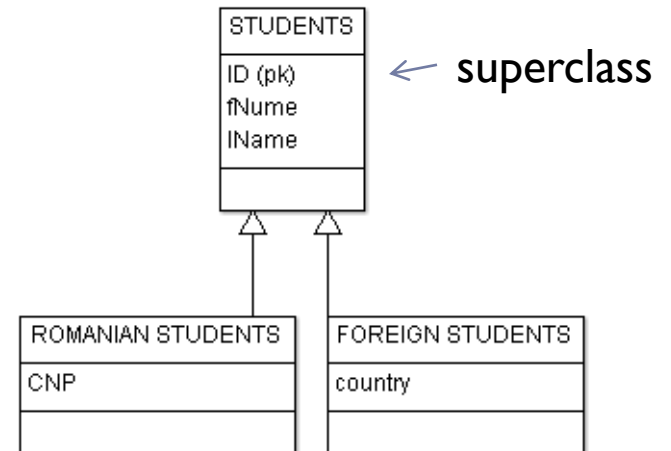 STUDENTS
superclass
ID (pk)
fNume
lName
ROMANIAN STUDENTS
FOREIGN STUDENTS
CNP
country